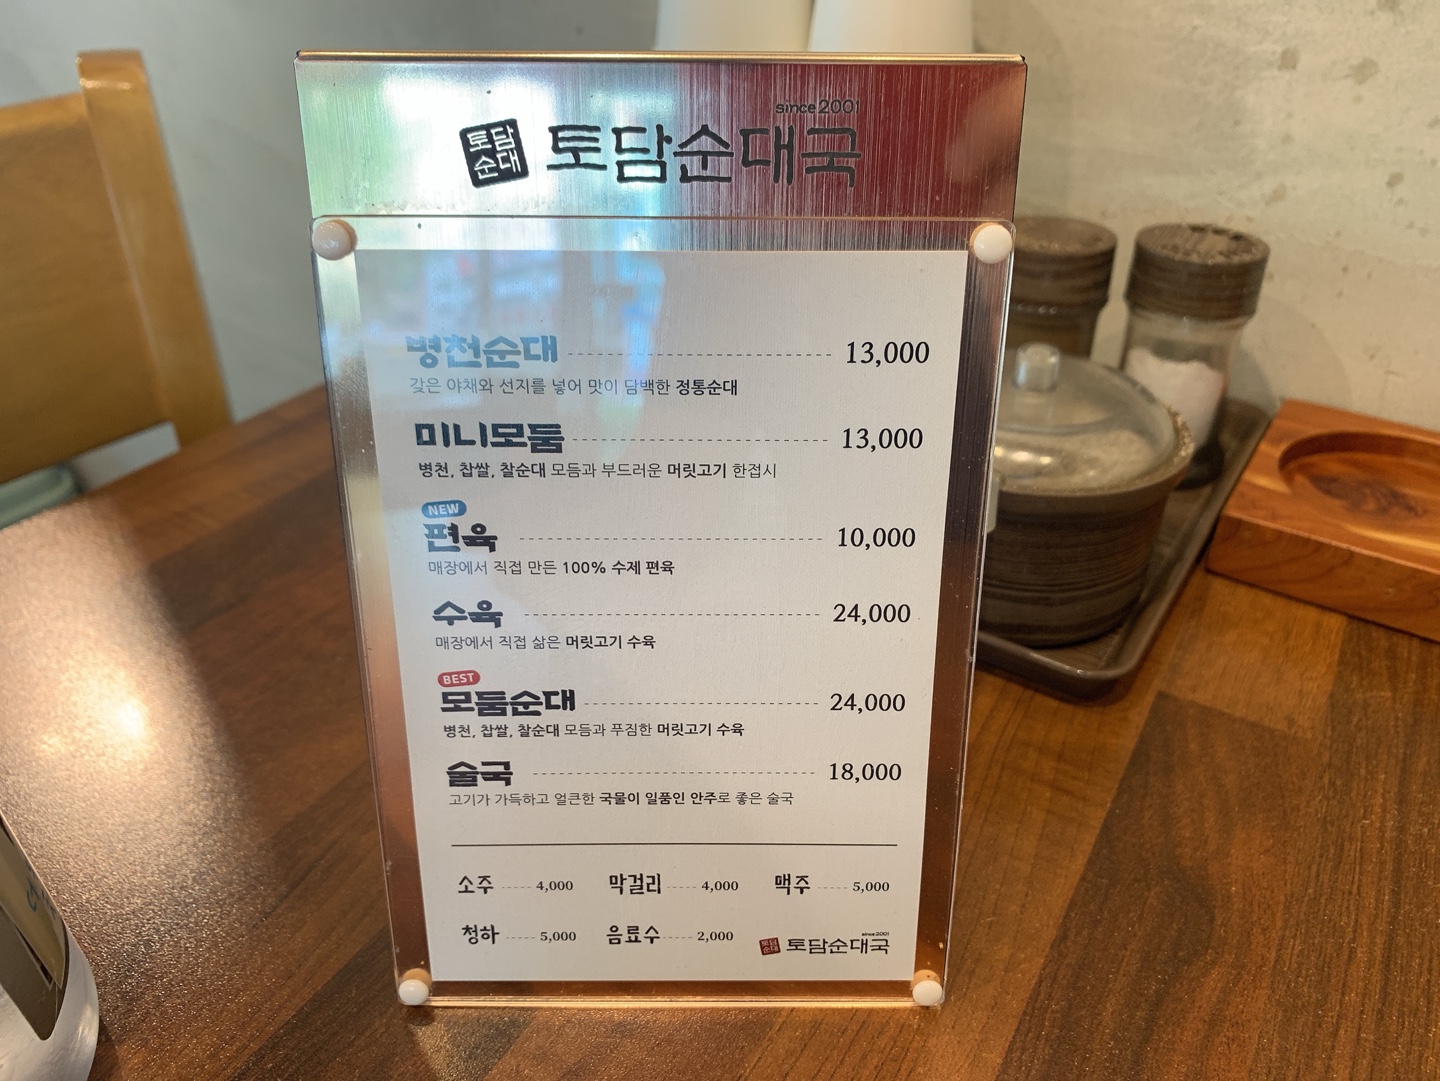 since 2001
토담
순대
토담순대국
병천순대 13,000
갖은 야채와 선지를 넣어 맛이 담백한 정통순대
미니모둠 13,000
병천, 찹쌀, 찰순대 모듬과 부드러운 머릿고기 한접시
NEW
편육 10,000
매장에서 직접 만든 100% 수제 편육
수육 24,000
매장에서 직접 삶은 머릿고기 수육
BEST
모둠순대 24,000
병천, 찹쌀, 찰순대 모듬과 푸짐한 머릿고기 수육
술국 18,000
고기가 가득하고 얼큰한 국물이 일품인 안주로 좋은 술국
소주 4,000 막걸리 4,000 맥주 5,000
청하 5,000 음료수 2,000
since 2001
토담
순대
토담순대국